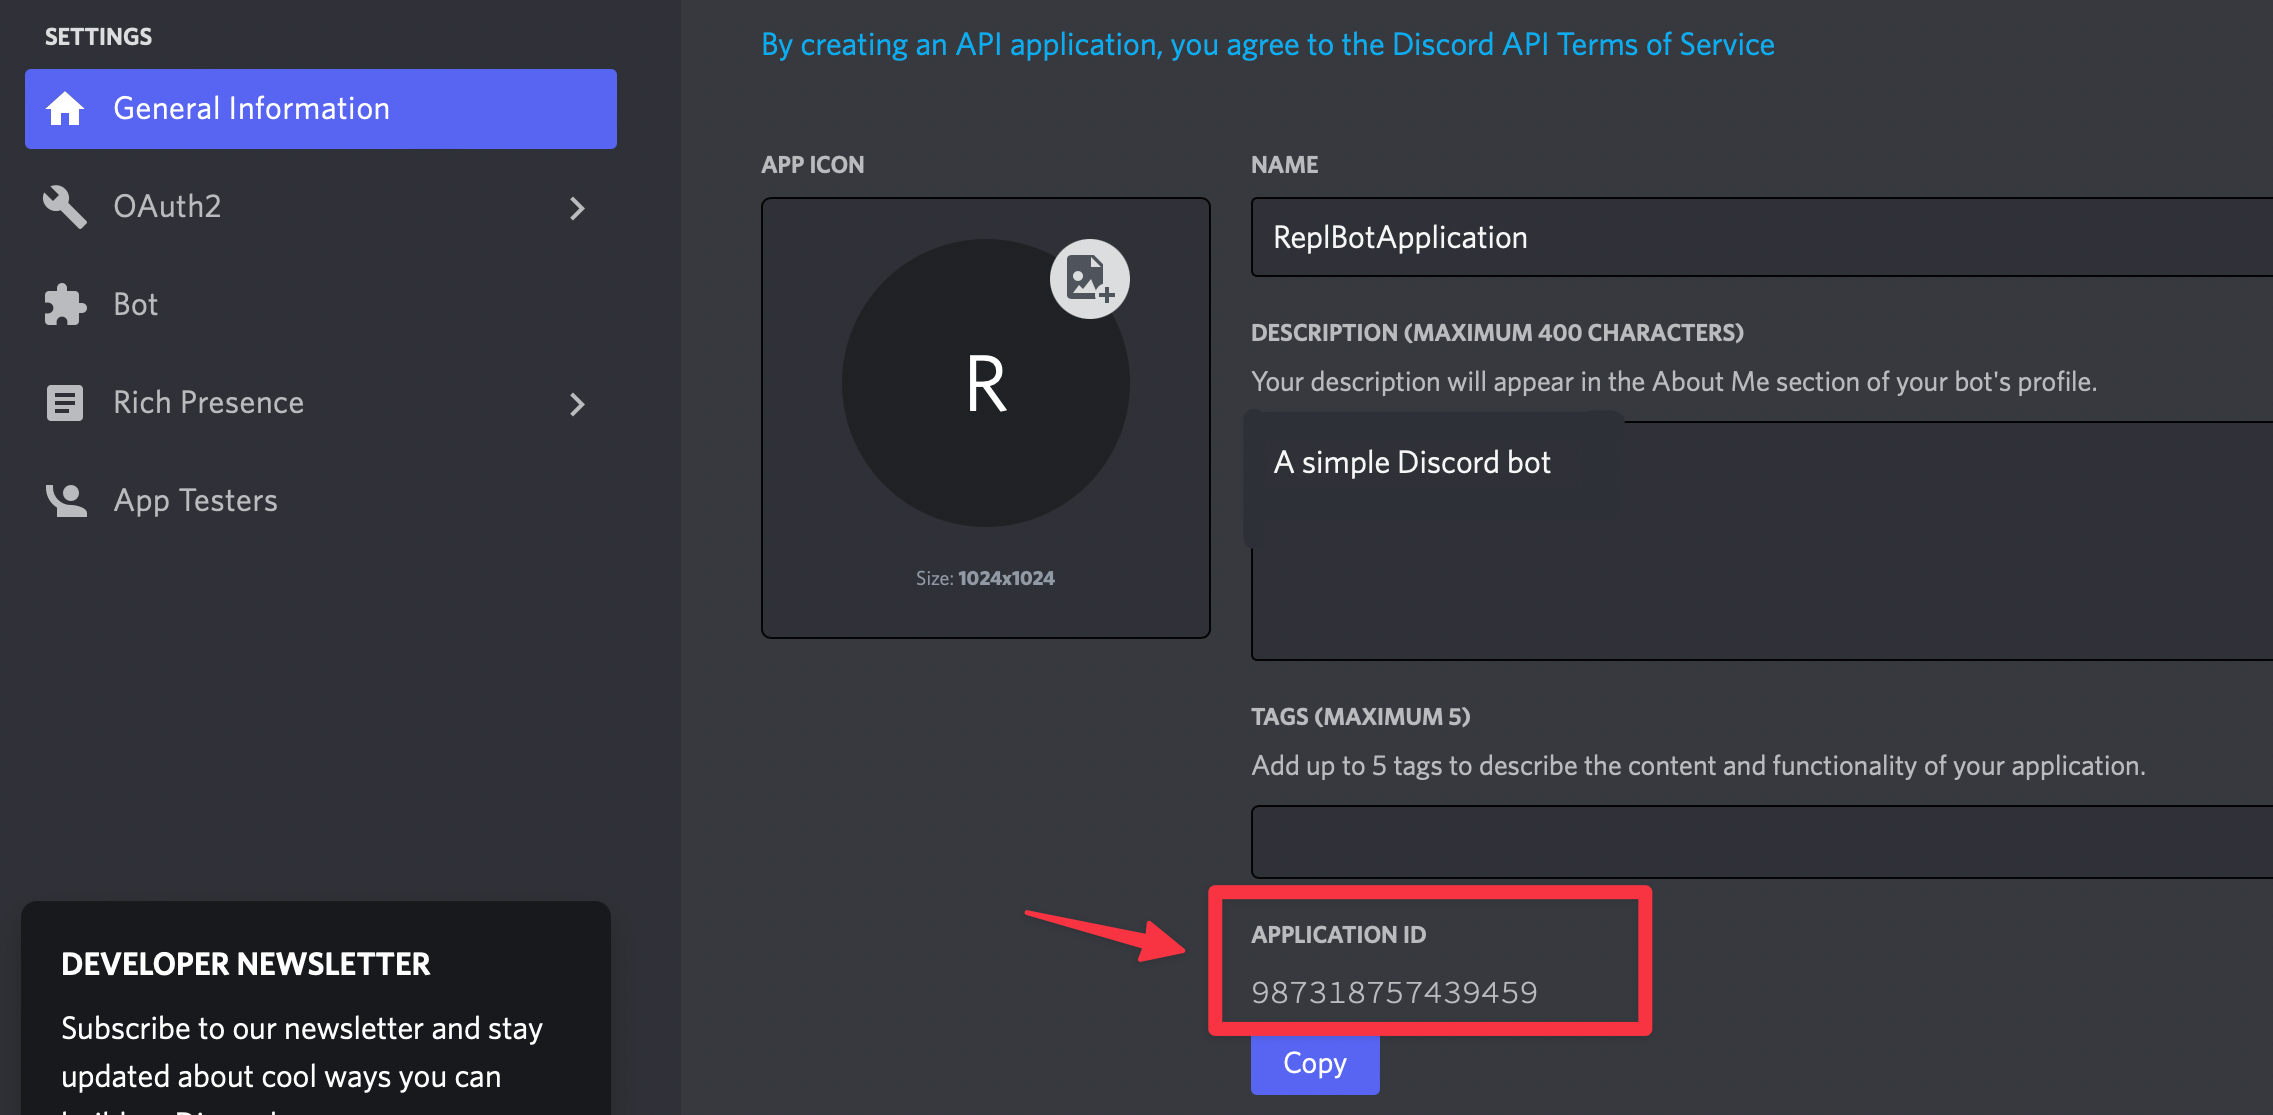 SETTINGS
General Information
OAuth2
Bot
Rich Presence
App Testers
DEVELOPER NEWSLETTER
Subscribe to our newsletter and stay
updated about cool ways you can
By creating an API application, you agree to the Discord API Terms of Service
APP ICON
R
Size: 1024x1024
NAME
ReplBotApplication
DESCRIPTION (MAXIMUM 400 CHARACTERS)
Your description will appear in the About Me section of your bot's profile.
A simple Discord bot
TAGS (MAXIMUM 5)
Add up to 5 tags to describe the content and functionality of your application.
APPLICATION ID
987318757439459
Copy